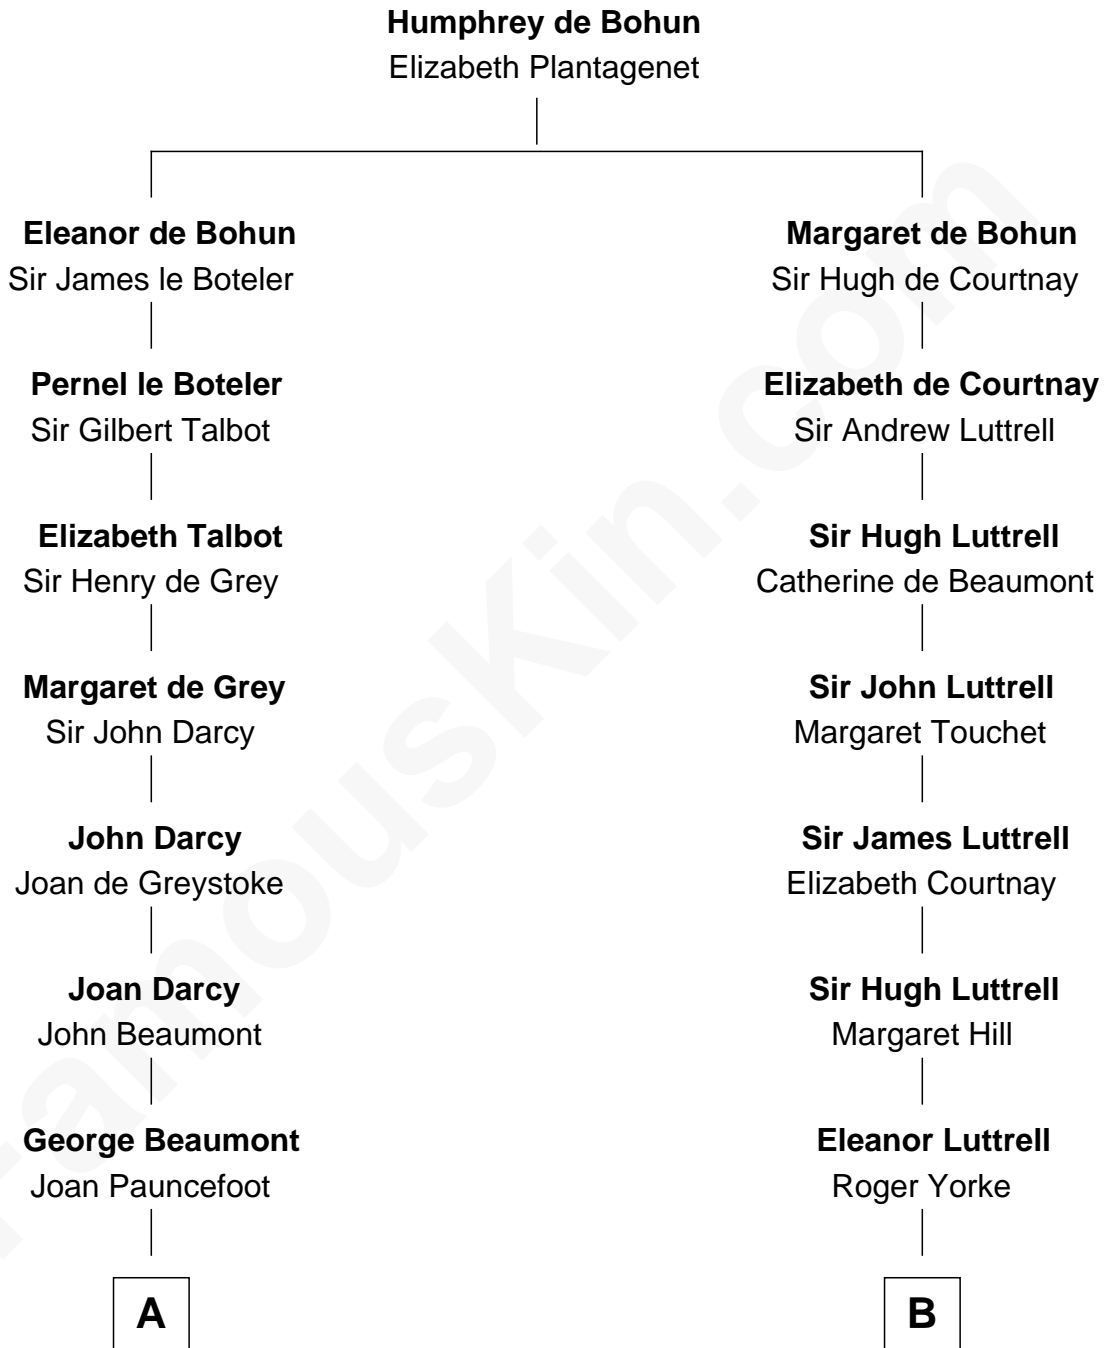 Humphrey de Bohun
Elizabeth Plantagenet
Eleanor de Bohun
Sir James le Boteler
Margaret de Bohun
Sir Hugh de Courtnay
Pernel le Boteler
Sir Gilbert Talbot
Elizabeth de Courtnay
Sir Andrew Luttrell
Elizabeth Talbot
Sir Henry de Grey
Sir Hugh Luttrell
Catherine de Beaumont
Margaret de Grey
Sir John Darcy
Sir John Luttrell
Margaret Touchet
John Darcy
Joan de Greystoke
Sir James Luttrell
Elizabeth Courtnay
Joan Darcy
John Beaumont
Sir Hugh Luttrell
Margaret Hill
George Beaumont
Joan Pauncefoot
Eleanor Luttrell
Roger Yorke
A
B
FamousKin.com